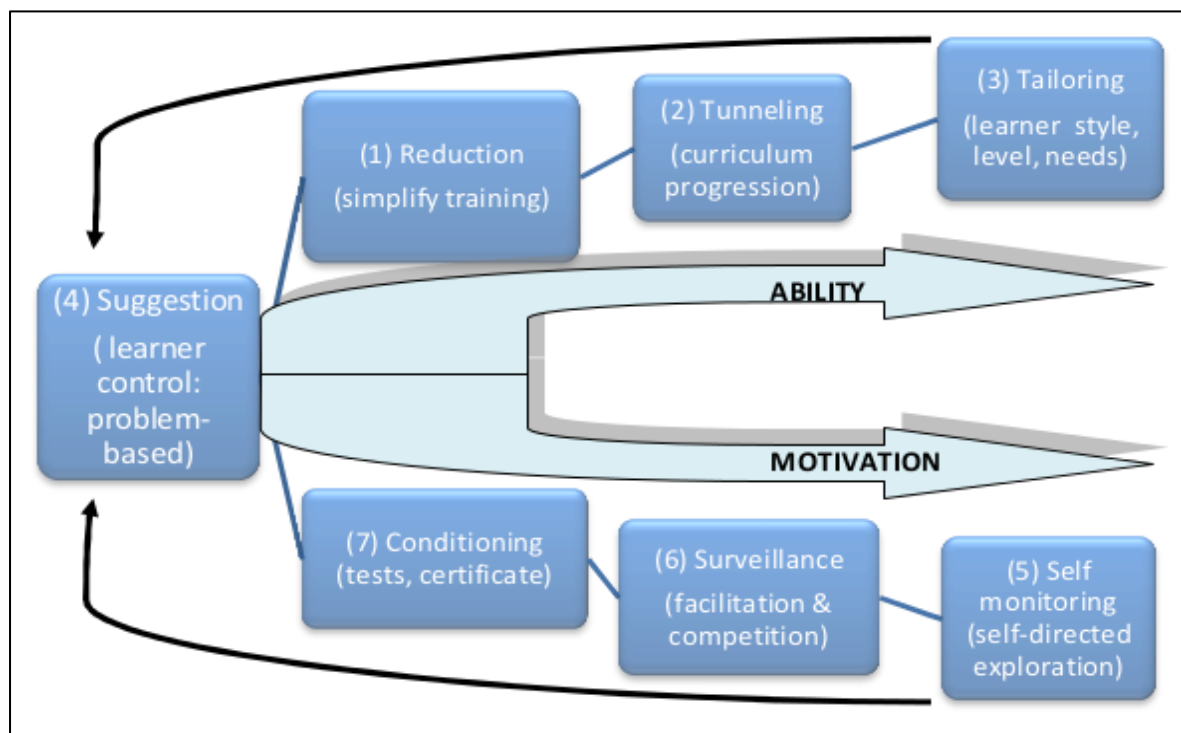 (1) Reduction
(simplify training)
(2) Tunneling
(curriculum
progression)
(3) Tailoring
(learner style,
level, needs)
(4) Suggestion
( learner
control:
problem-
based)
ABILITY
MOTIVATION
(7) Conditioning
(tests, certificate)
(6) Surveillance
(facilitation &
competition)
(5) Self
monitoring
(self-directed
exploration)